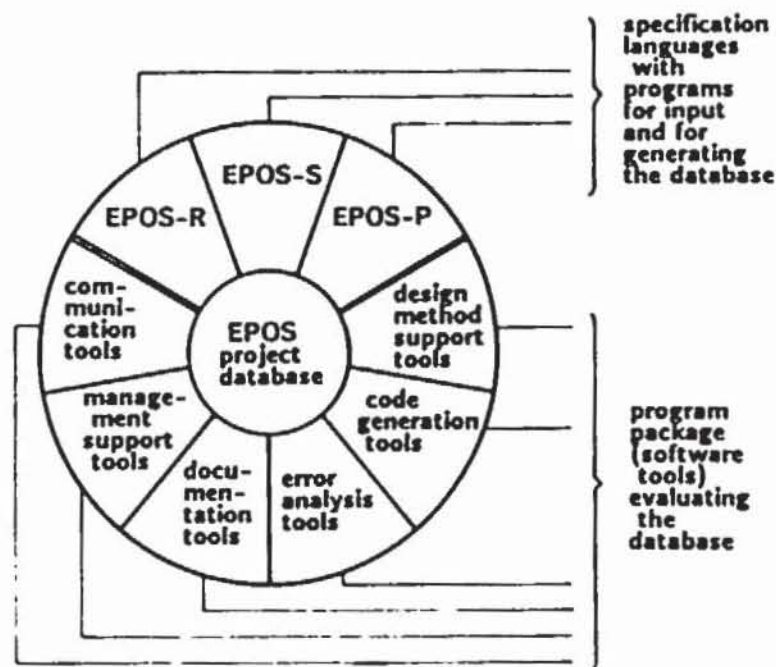 specification
languages
with
programs
for input
and for
generating
the database
EPOS-S
EPOS-R
EPOS-P
com-
muni-
cation
tools
EPOS
project
database
design
method
support
tools
manage-
ment
support
tools
code
generation
tools
docu-
men-
tation
tools
error
analysis
tools
program
package
(software
tools)
evaluating
the
database